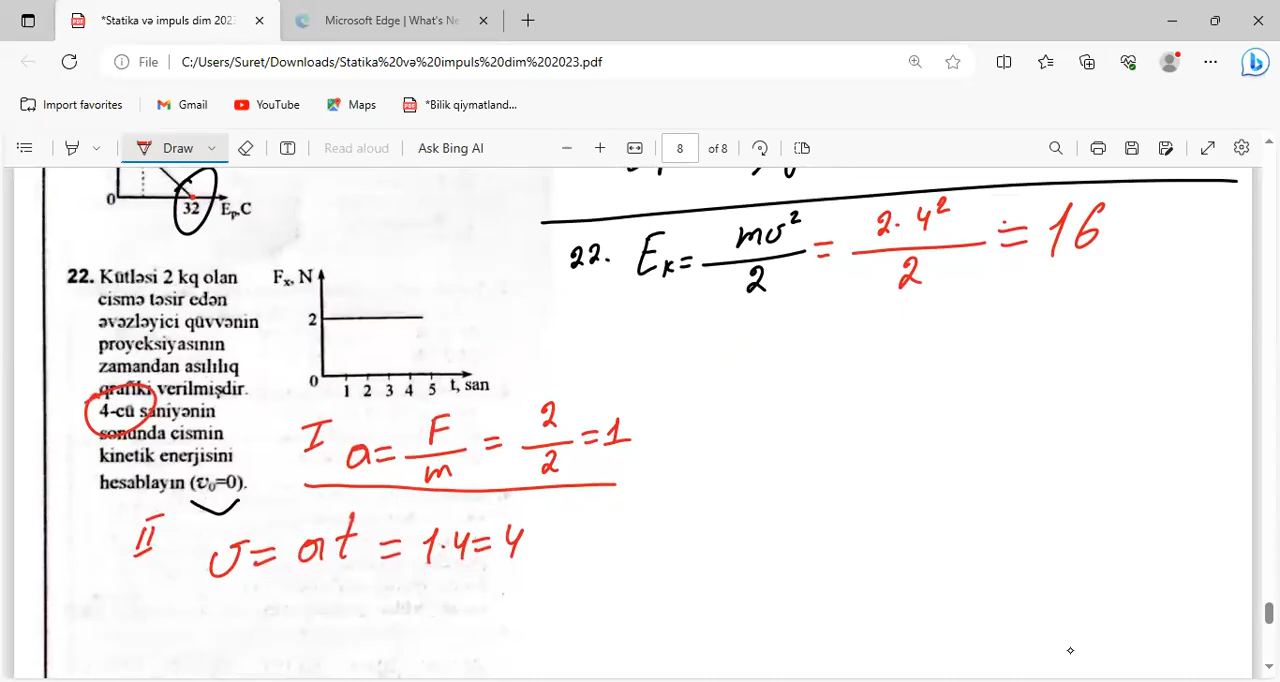 *Statika və impuls dim 202
Microsoft Edge | What's Ne
File
C:/Users/Suret/Downloads/Statika%20və%20impuls%20dim%202023.pdf
Import favorites
Gmail
YouTube
Maps
*Bilik qiymatland...
Draw
Read aloud
Ask Bing AI
8
of 8
0
32
Eₚ,C
22. Eₖ = mυ²/2 = 2·4²/2 = 16
22. Kütləsi 2 kq olan
cismə təsir edən
əvəzləyici qüvvənin
proyeksiyasının
zamandan asılılıq
qrafiki verilmişdir.
4-cü saniyənin
sonunda cismin
kinetik enerjisini
hesablayın (υ₀=0).
Fₓ, N
2
0
1 2 3 4 5 t, san
I a = F/m = 2/2 = 1
II υ = at = 1·4 = 4